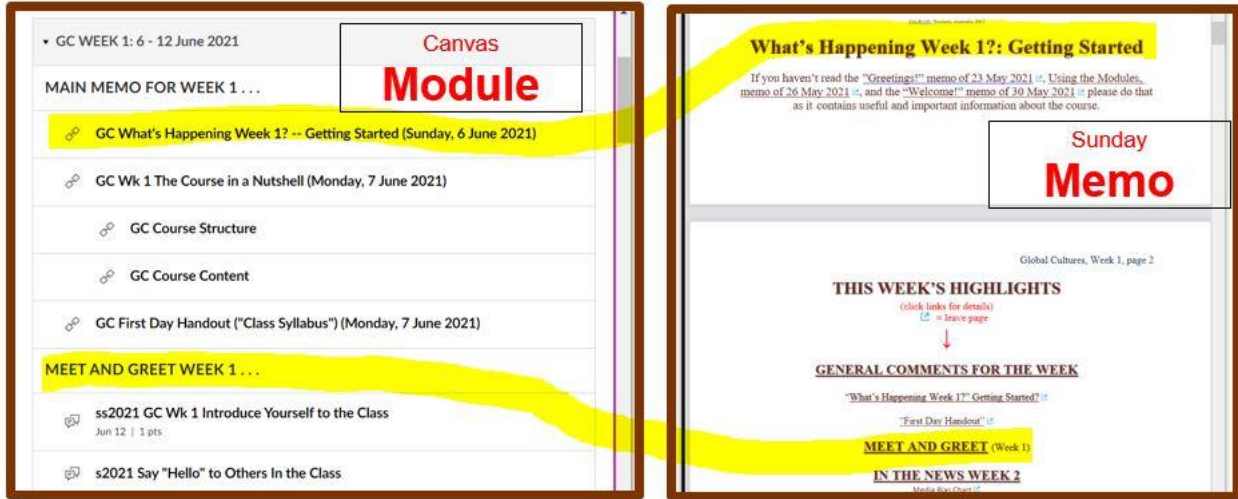 GC WEEK 1: 6 - 12 June 2021
Canvas
Module
MAIN MEMO FOR WEEK 1 . . .
GC What's Happening Week 1? -- Getting Started (Sunday, 6 June 2021)
GC Wk 1 The Course in a Nutshell (Monday, 7 June 2021)
GC Course Structure
GC Course Content
GC First Day Handout ("Class Syllabus") (Monday, 7 June 2021)
MEET AND GREET WEEK 1 . . .
ss2021 GC Wk 1 Introduce Yourself to the Class
Jun 12 | 1 pts
s2021 Say "Hello" to Others In the Class
What's Happening Week 1?: Getting Started
If you haven't read the "Greetings!" memo of 23 May 2021, Using the Modules,
memo of 26 May 2021, and the "Welcome!" memo of 30 May 2021 please do that
as it contains useful and important information about the course.
Sunday
Memo
Global Cultures, Week 1, page 2
THIS WEEK'S HIGHLIGHTS
(click links for details)
= leave page
GENERAL COMMENTS FOR THE WEEK
"What's Happening Week 1?" Getting Started?
"First Day Handout"
MEET AND GREET (Week 1)
IN THE NEWS WEEK 2
Media Bias Chart